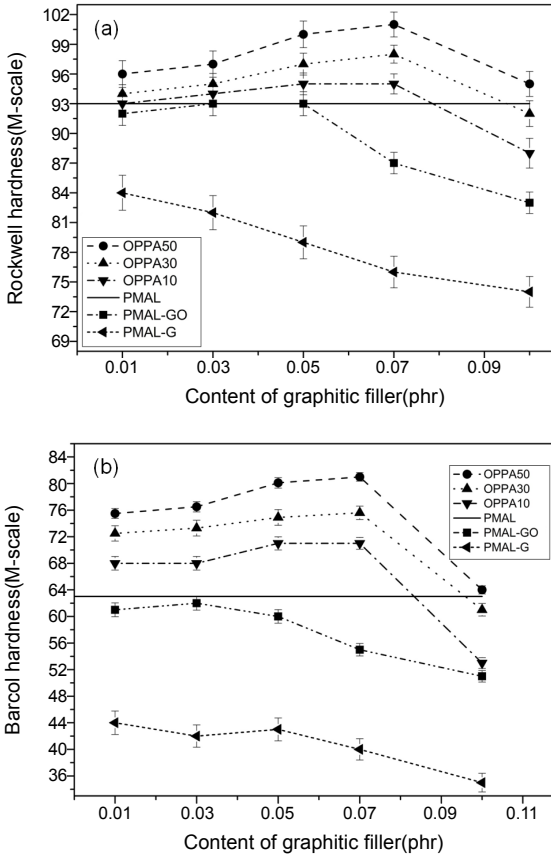 (a)
Rockwell hardness(M-scale)
102
99
96
93
90
87
84
81
78
75
72
69
OPPA50
OPPA30
OPPA10
PMAL
PMAL-GO
PMAL-G
0.01
0.03
0.05
0.07
0.09
Content of graphitic filler(phr)
(b)
Barcol hardness(M-scale)
84
80
76
72
68
64
60
56
52
48
44
40
36
OPPA50
OPPA30
OPPA10
PMAL
PMAL-GO
PMAL-G
0.01
0.03
0.05
0.07
0.09
0.11
Content of graphitic filler(phr)